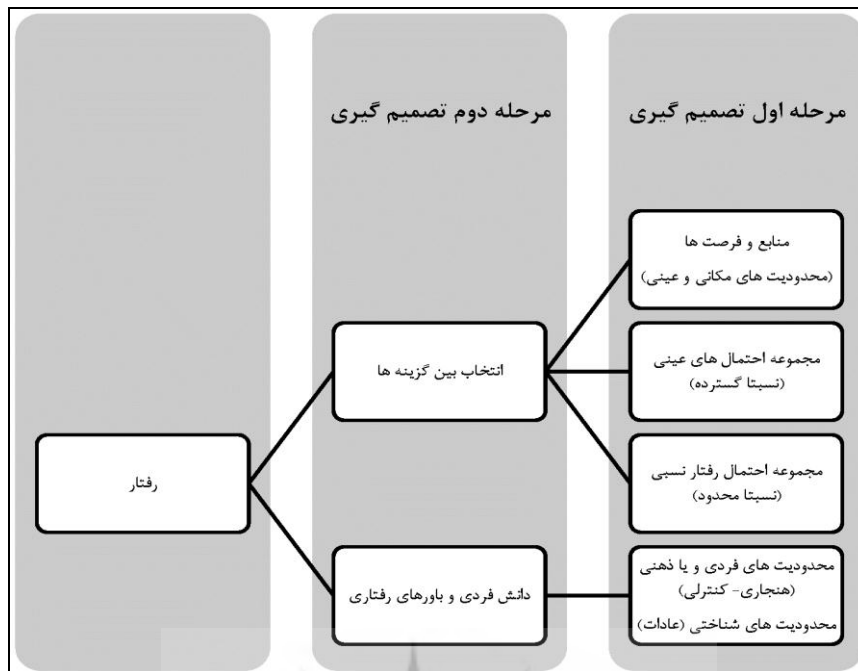 مرحله اول تصمیم گیری
مرحله دوم تصمیم گیری
منابع و فرصت ها
(محدودیت های مکانی و عینی)
مجموعه احتمال های عینی
(نسبتا گسترده)
مجموعه احتمال رفتار نسبی
(نسبتا محدود)
محدودیت های فردی و یا ذهنی
(هنجاری- کنترلی)
محدودیت های شناختی (عادات)
انتخاب بین گزینه ها
دانش فردی و باورهای رفتاری
رفتار